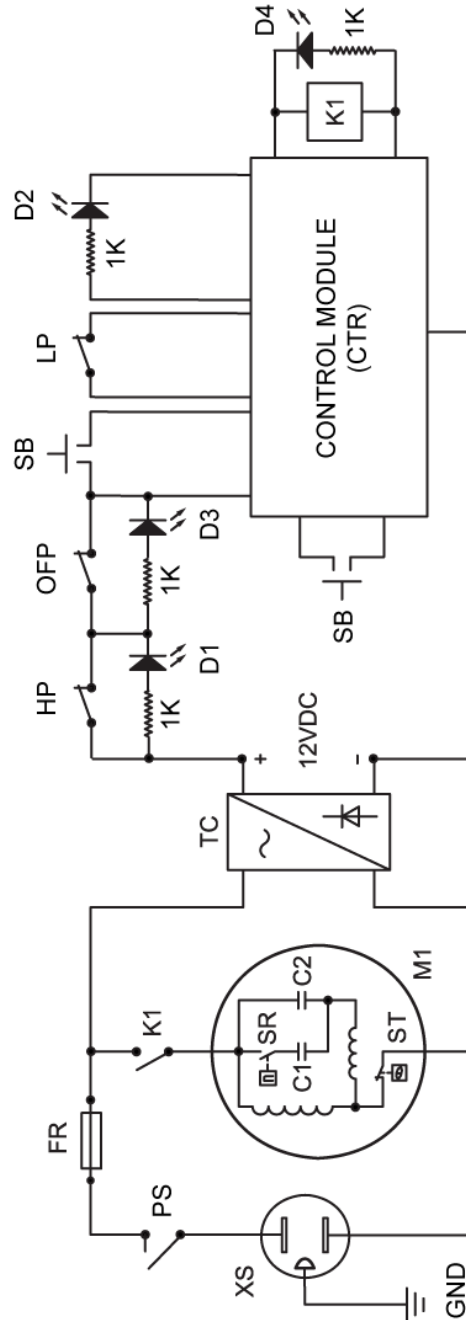 XS
PS
FR
K1
M1
SR
C1
C2
n
ST
θ
GND
TC
12VDC
+
-
HP
OFP
SB
LP
D2
1K
D1
1K
D3
1K
SB
CONTROL MODULE
(CTR)
K1
D4
1K